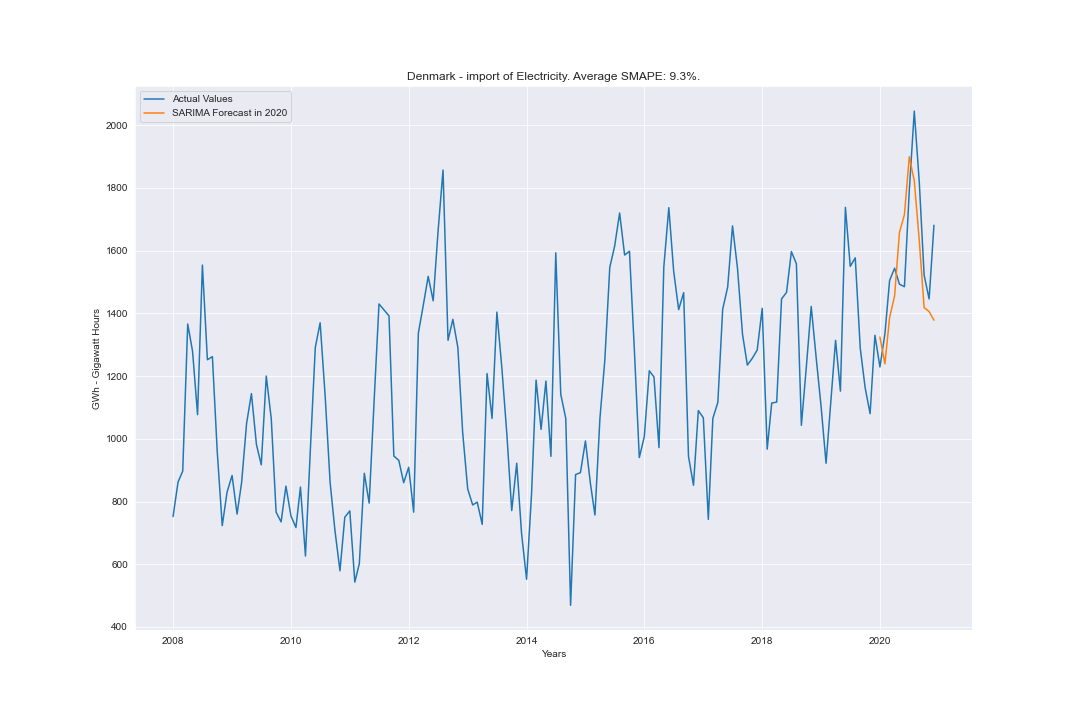 Denmark - import of Electricity. Average SMAPE: 9.3%.
Actual Values
SARIMA Forecast in 2020
2000
1800
1600
1400
1200
1000
800
600
400
GWh - Gigawatt Hours
2008 2010 2012 2014 2016 2018 2020
Years